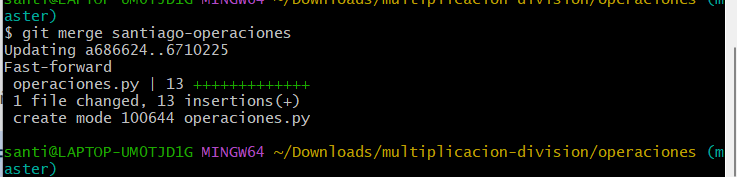 santi@LAPTOP-UM0TJD1G MINGW64 ~/Downloads/multiplicacion-division/operaciones (m
aster)
$ git merge santiago-operaciones
Updating a686624..6710225
Fast-forward
 operaciones.py | 13 +++++++++++++
 1 file changed, 13 insertions(+)
 create mode 100644 operaciones.py

santi@LAPTOP-UM0TJD1G MINGW64 ~/Downloads/multiplicacion-division/operaciones (m
aster)